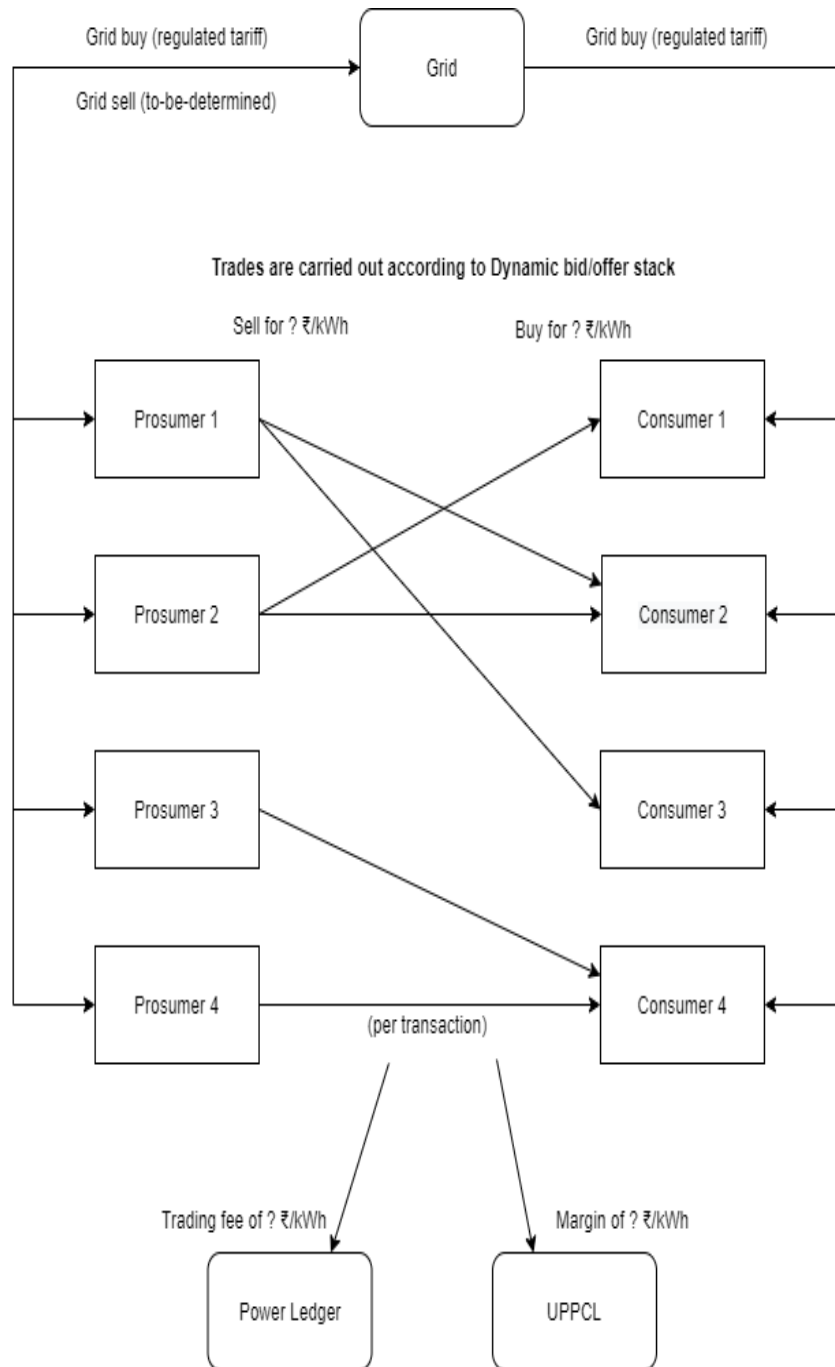 Grid buy (regulated tariff)
Grid
Grid buy (regulated tariff)
Grid sell (to-be-determined)
Trades are carried out according to Dynamic bid/offer stack
Sell for ? ₹/kWh
Buy for ? ₹/kWh
Prosumer 1
Consumer 1
Prosumer 2
Consumer 2
Prosumer 3
Consumer 3
Prosumer 4
Consumer 4
(per transaction)
Trading fee of ? ₹/kWh
Margin of ? ₹/kWh
Power Ledger
UPPCL